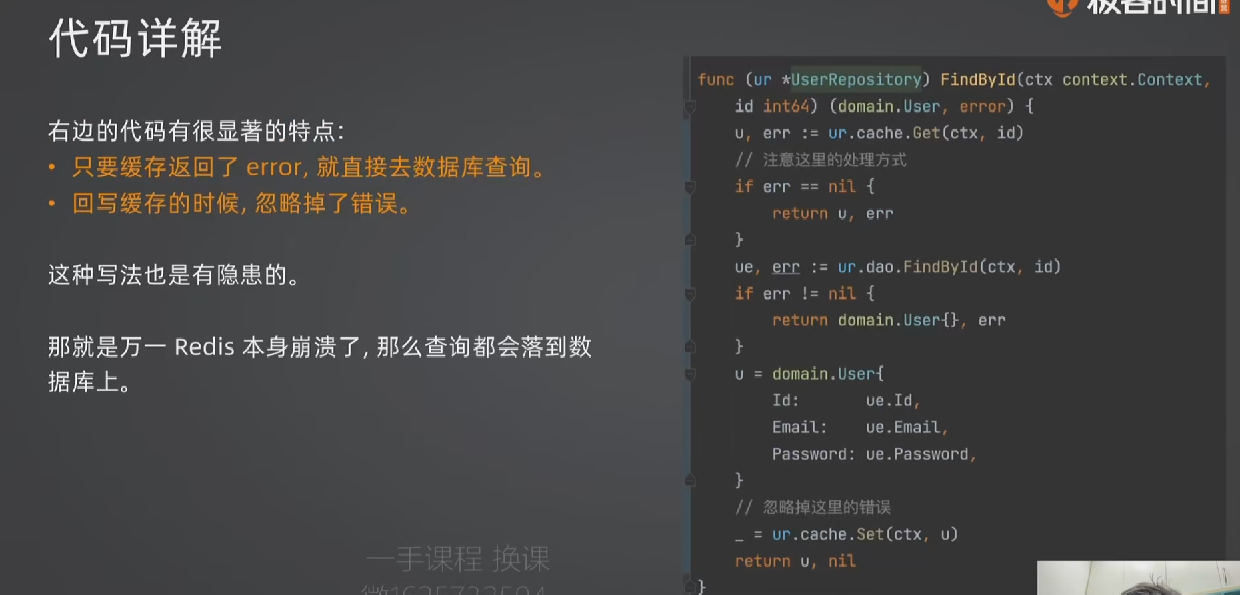 极客时间
代码详解
右边的代码有很显著的特点：
• 只要缓存返回了 error, 就直接去数据库查询。
• 回写缓存的时候, 忽略掉了错误。
这种写法也是有隐患的。
那就是万一 Redis 本身崩溃了, 那么查询都会落到数
据库上。
func (ur *UserRepository) FindById(ctx context.Context,
id int64) (domain.User, error) {
u, err := ur.cache.Get(ctx, id)
// 注意这里的处理方式
if err == nil {
return u, err
}
ue, err := ur.dao.FindById(ctx, id)
if err != nil {
return domain.User{}, err
}
u = domain.User{
Id: ue.Id,
Email: ue.Email,
Password: ue.Password,
}
// 忽略掉这里的错误
_ = ur.cache.Set(ctx, u)
return u, nil
}
一手课程 换课